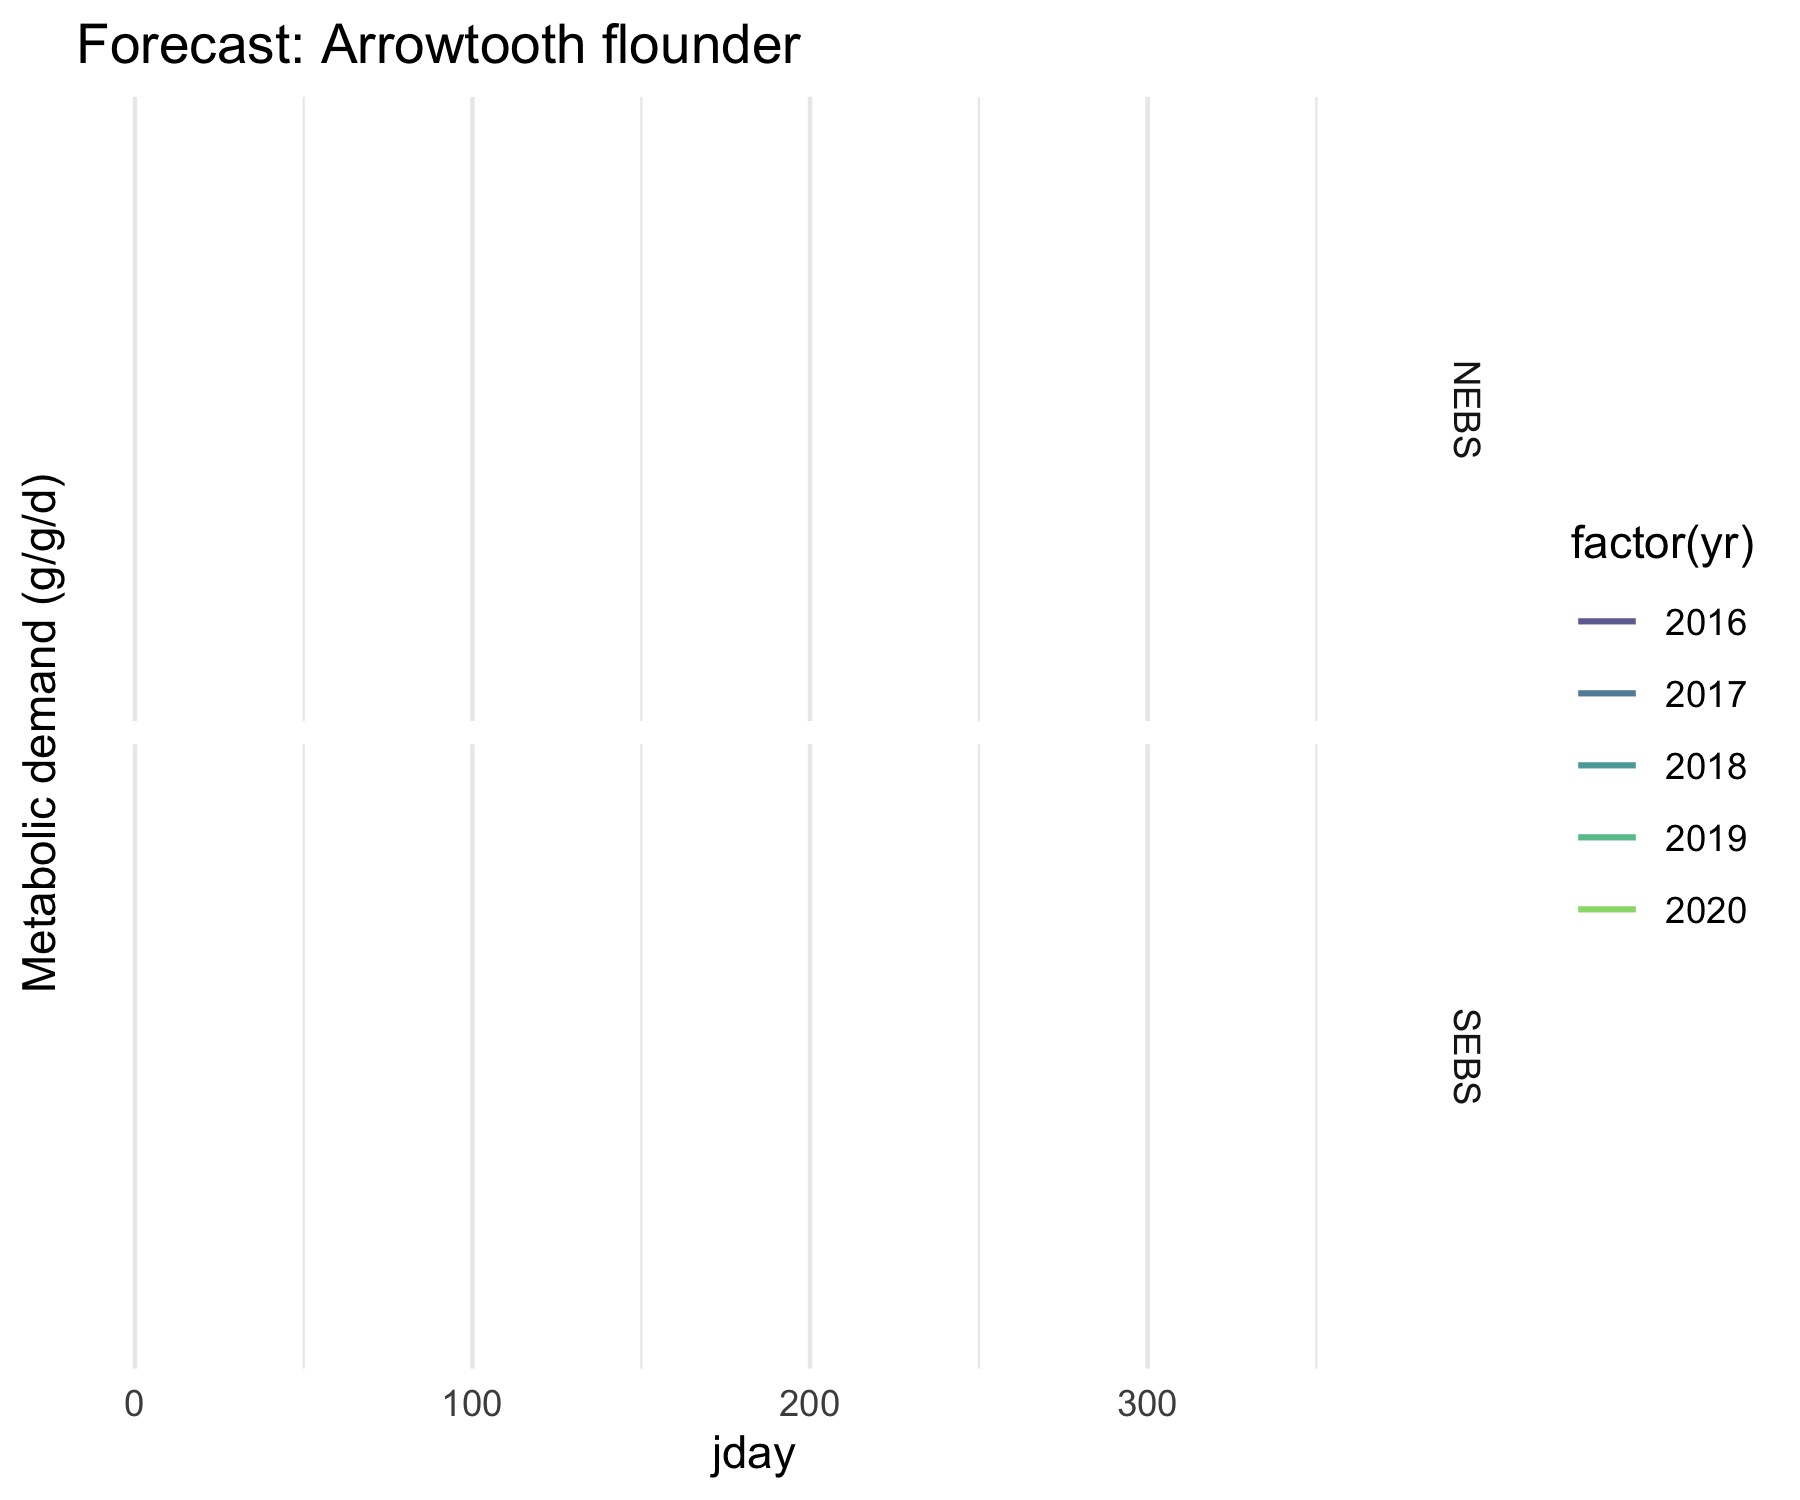 Forecast: Arrowtooth flounder
Metabolic demand (g/g/d)
NEBS
SEBS
factor(yr)
2016
2017
2018
2019
2020
0 100 200 300
jday